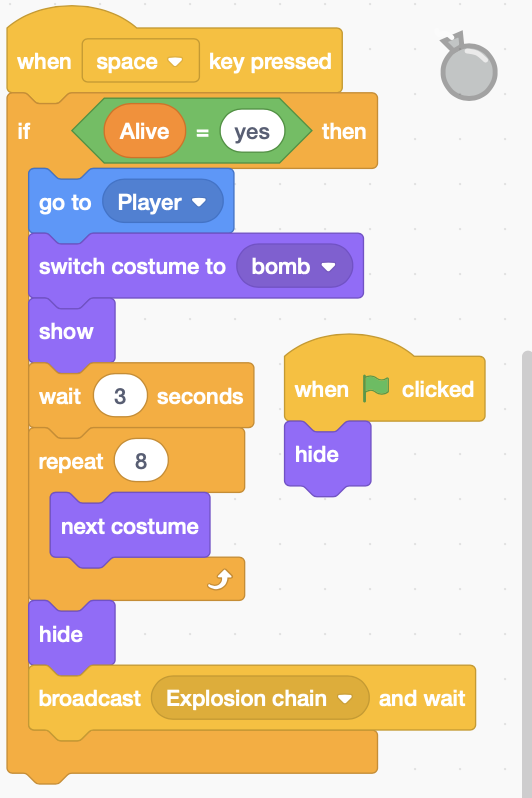 when space key pressed
if Alive = yes then
go to Player
switch costume to bomb
show
wait 3 seconds
repeat 8
next costume
hide
broadcast Explosion chain and wait
when clicked
hide